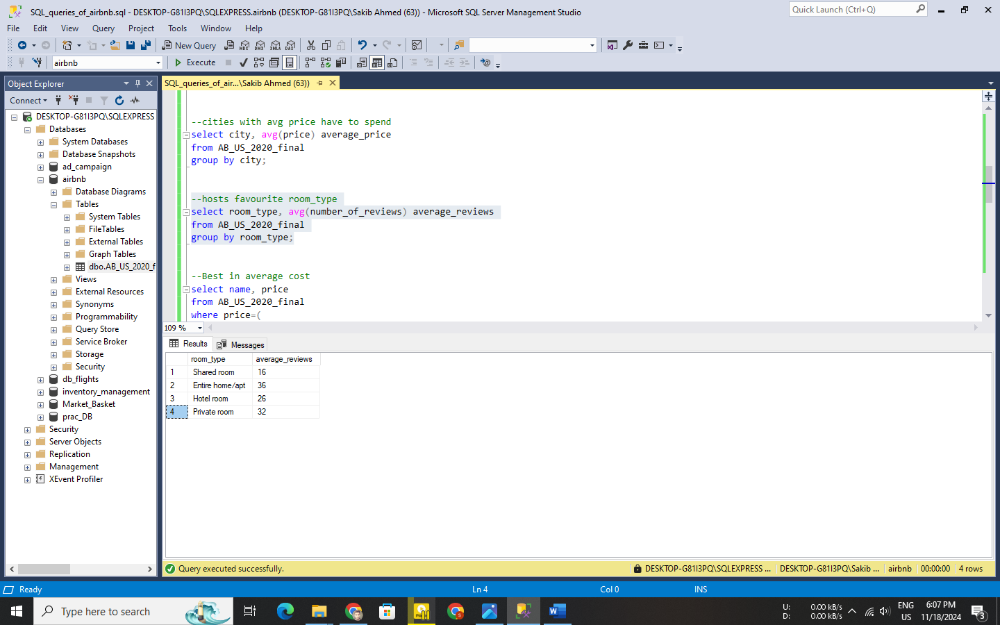 SQL_queries_of_airbnb.sql - DESKTOP-G81I3PQ\SQLEXPRESS.airbnb (DESKTOP-G81I3PQ\Sakib Ahmed (63)) - Microsoft SQL Server Management Studio
Quick Launch (Ctrl+Q)
File Edit View Query Project Tools Window Help
New Query MDX DMX XMLA DAX
airbnb Execute
Object Explorer
SQL_queries_of_air...\Sakib Ahmed (63))
Connect
DESKTOP-G81I3PQ\SQLEXPRESS
Databases
System Databases
Database Snapshots
ad_campaign
airbnb
Database Diagrams
Tables
System Tables
FileTables
External Tables
Graph Tables
dbo.AB_US_2020_f
Views
External Resources
Synonyms
Programmability
Query Store
Service Broker
Storage
Security
db_flights
inventory_management
Market_Basket
prac_DB
Security
Server Objects
Replication
Management
XEvent Profiler
--cities with avg price have to spend
select city, avg(price) average_price
from AB_US_2020_final
group by city;
--hosts favourite room_type
select room_type, avg(number_of_reviews) average_reviews
from AB_US_2020_final
group by room_type;
--Best in average cost
select name, price
from AB_US_2020_final
where price=(
109 %
Results Messages
room_type average_reviews
1 Shared room 16
2 Entire home/apt 36
3 Hotel room 26
4 Private room 32
Query executed successfully. DESKTOP-G81I3PQ\SQLEXPRESS ... DESKTOP-G81I3PQ\Sakib ... airbnb 00:00:00 4 rows
Ready Ln 4 Col 0 INS
Type here to search
U: 0.00 kB/s
D: 0.00 kB/s
ENG
US
6:07 PM
11/18/2024
3